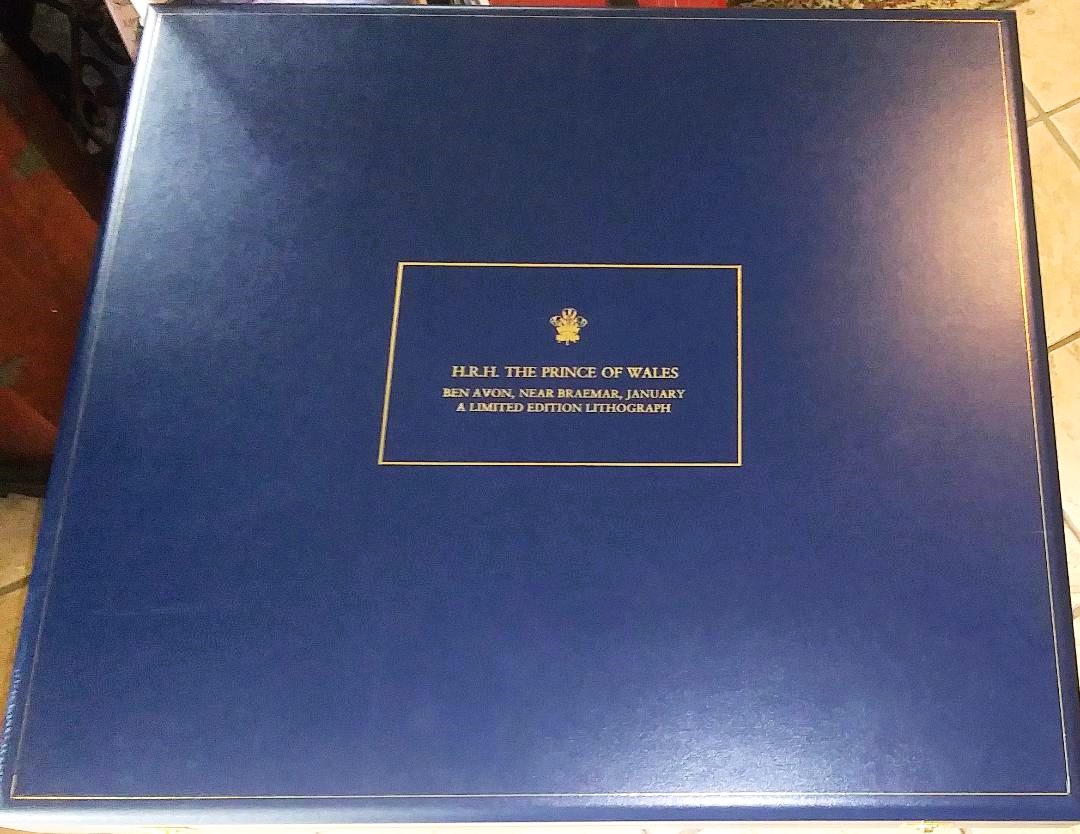 H.R.H. THE PRINCE OF WALES
BEN AVON, NEAR BRAEMAR, JANUARY
A LIMITED EDITION LITHOGRAPH